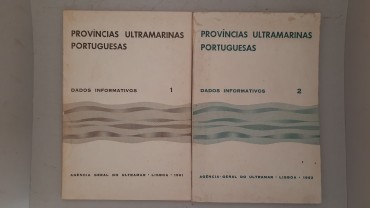 PROVÍNCIAS ULTRAMARINAS
PORTUGUESAS
DADOS INFORMATIVOS 1
AGÊNCIA-GERAL DO ULTRAMAR · LISBOA ·
PROVÍNCIAS ULTRAMARINAS
PORTUGUESAS
DADOS INFORMATIVOS 2
AGÊNCIA-GERAL DO ULTRAMAR · LISBOA ·